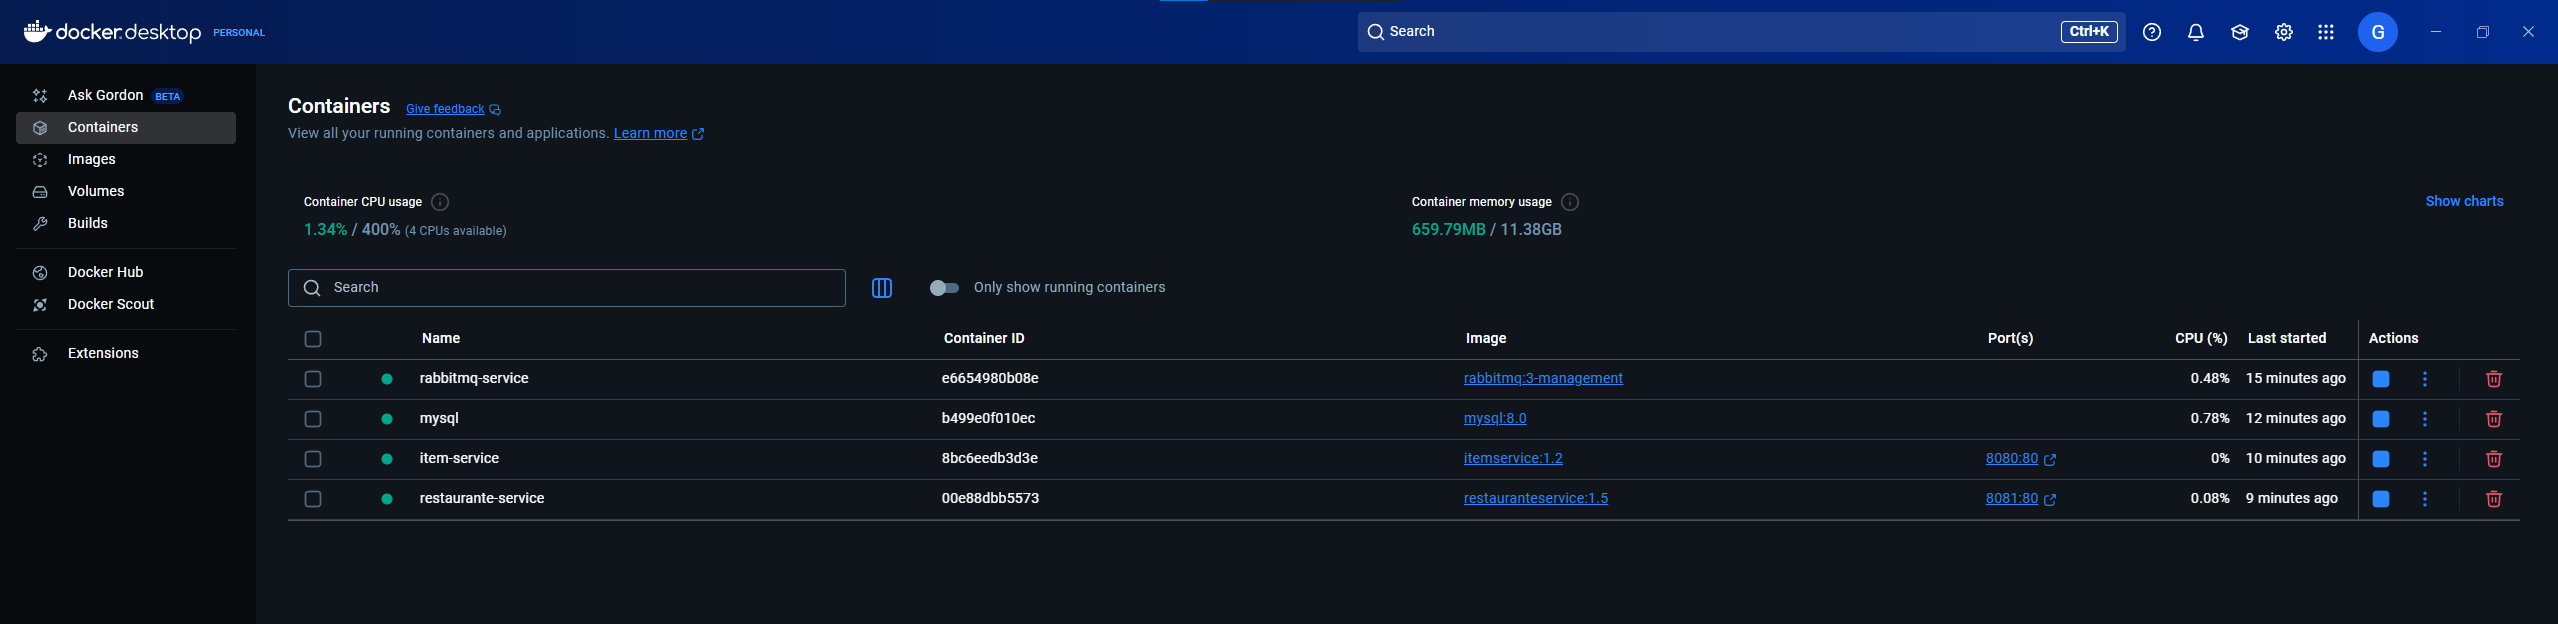 docker.desktop PERSONAL
Search Ctrl+K G
Ask Gordon BETA
Containers
Images
Volumes
Builds
Docker Hub
Docker Scout
Extensions
Containers Give feedback
View all your running containers and applications. Learn more
Container CPU usage
1.34% / 400% (4 CPUs available)
Container memory usage
659.79MB / 11.38GB
Show charts
Search
Only show running containers
Name Container ID Image Port(s) CPU (%) Last started Actions
rabbitmq-service e6654980b08e rabbitmq:3-management 0.48% 15 minutes ago
mysql b499e0f010ec mysql:8.0 0.78% 12 minutes ago
item-service 8bc6eedb3d3e itemservice:1.2 8080:80 0% 10 minutes ago
restaurante-service 00e88dbb5573 restauranteservice:1.5 8081:80 0.08% 9 minutes ago